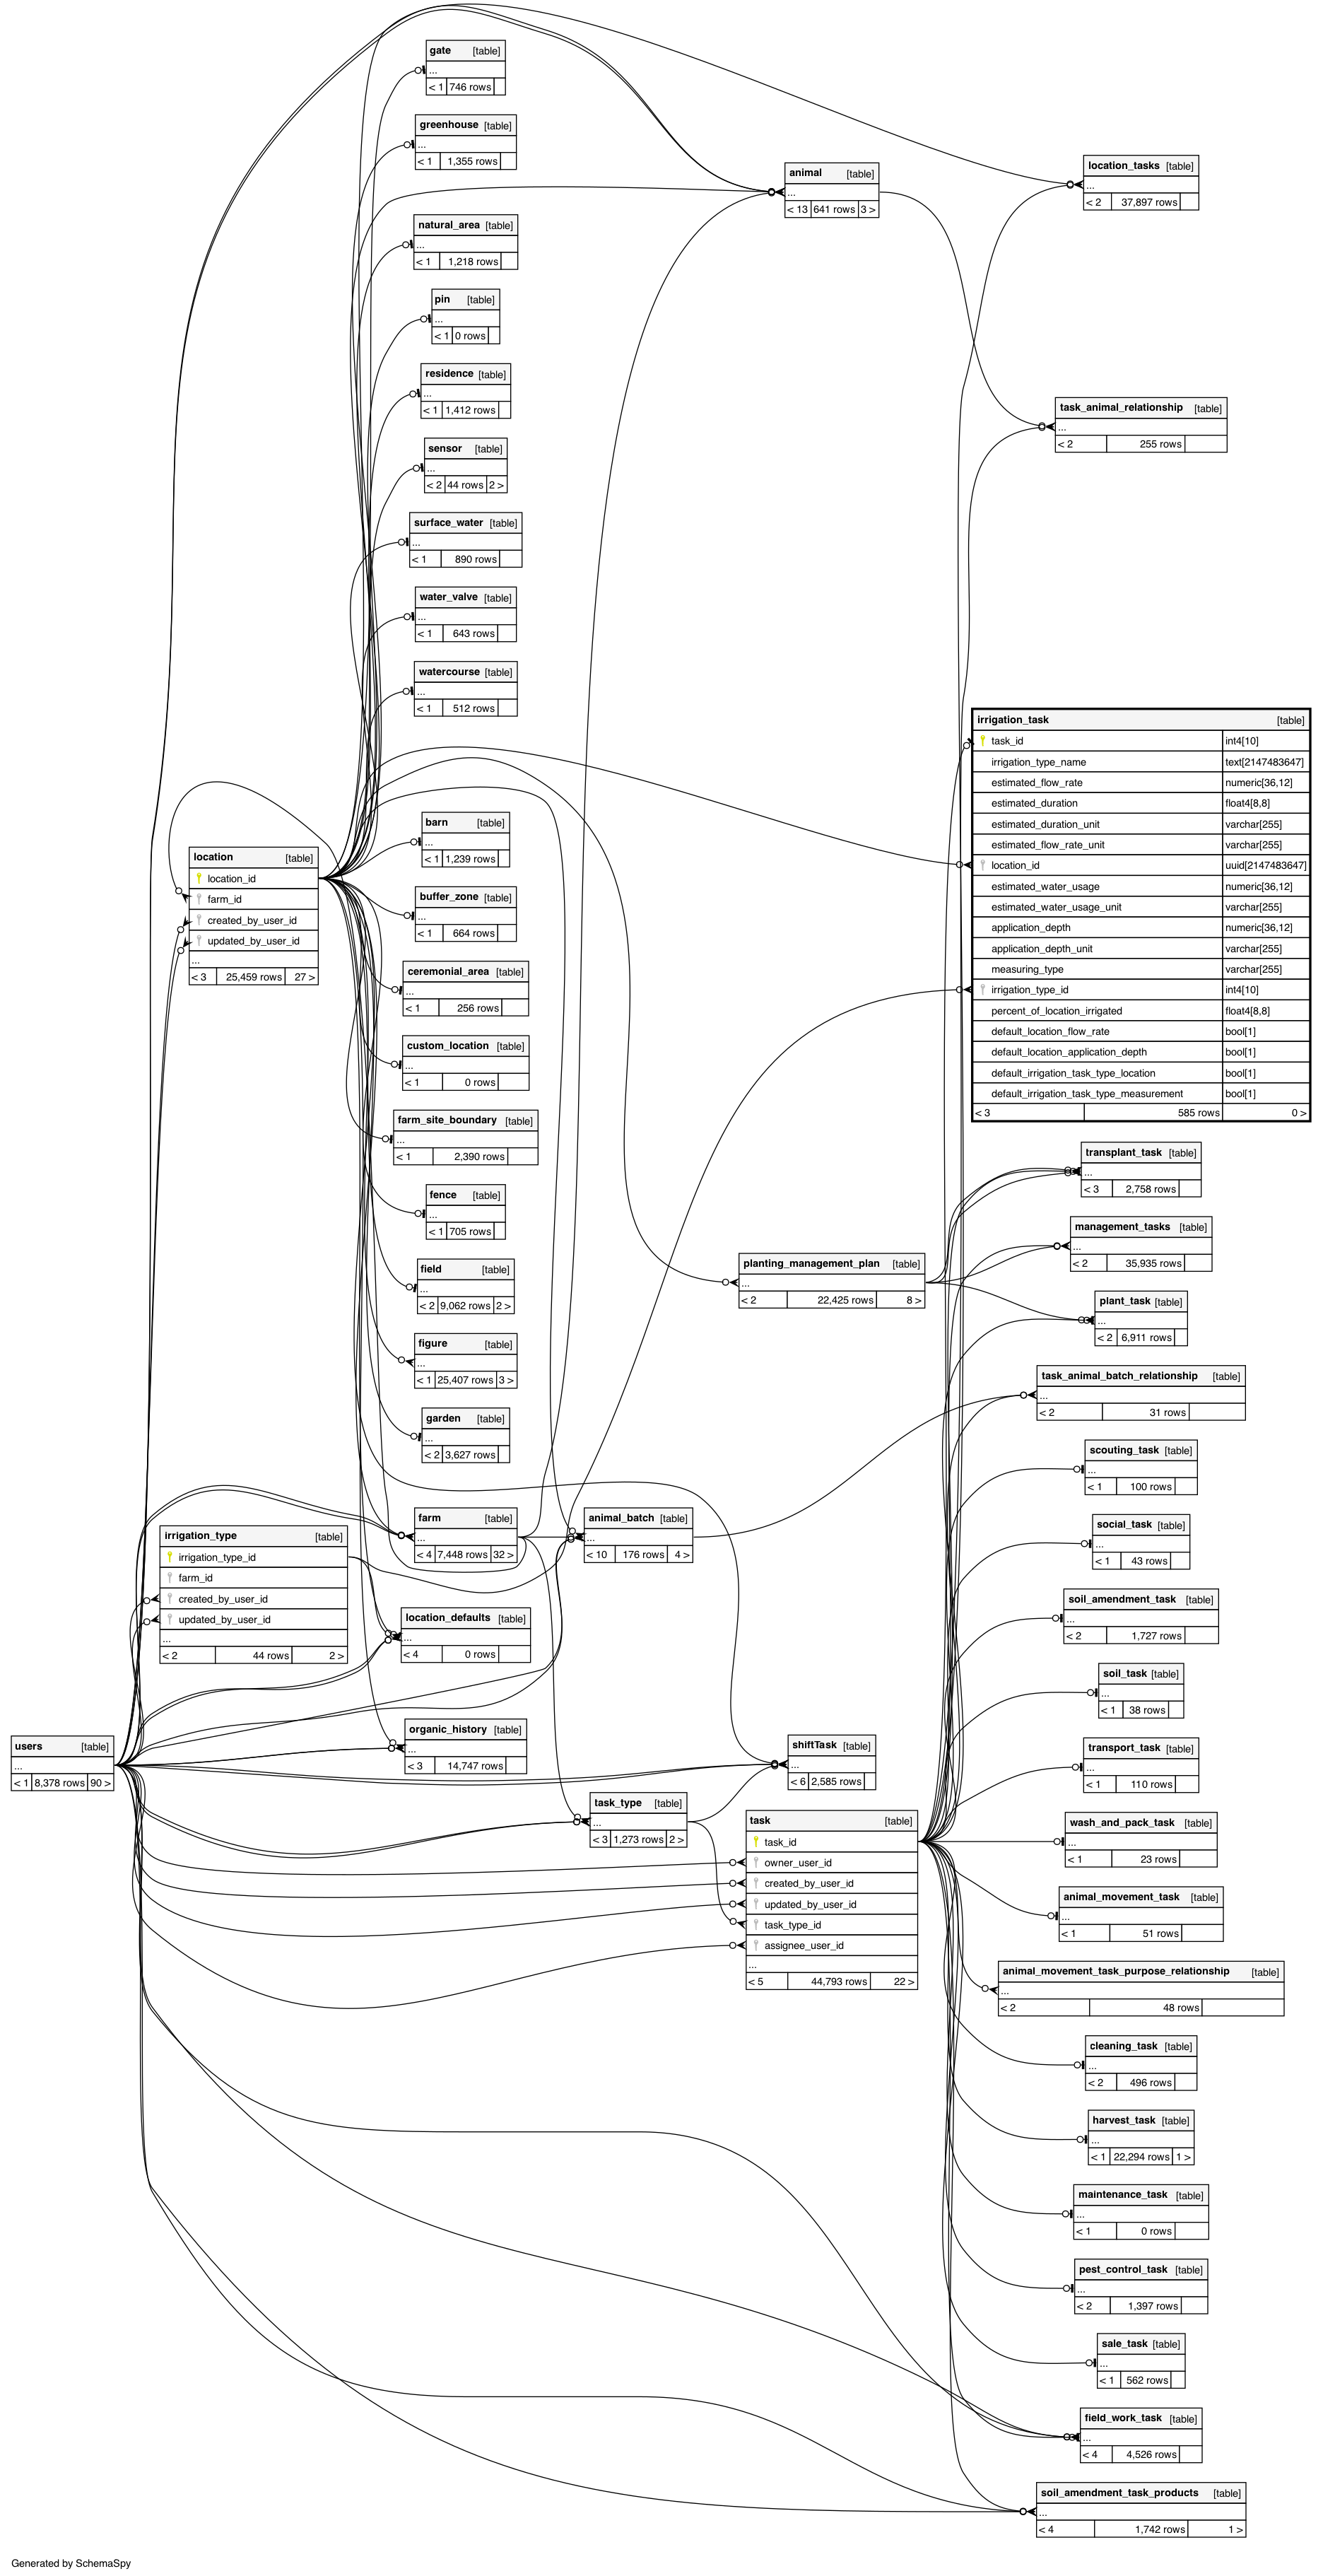 gate [table]
...
< 1 746 rows
greenhouse [table]
...
< 1 1,355 rows
natural_area [table]
...
< 1 1,218 rows
pin [table]
...
< 1 0 rows
residence [table]
...
< 1 1,412 rows
sensor [table]
...
< 2 44 rows 2 >
surface_water [table]
...
< 1 890 rows
water_valve [table]
...
< 1 643 rows
watercourse [table]
...
< 1 512 rows
barn [table]
...
< 1 1,239 rows
buffer_zone [table]
...
< 1 664 rows
ceremonial_area [table]
...
< 1 256 rows
custom_location [table]
...
< 1 0 rows
farm_site_boundary [table]
...
< 1 2,390 rows
fence [table]
...
< 1 705 rows
field [table]
...
< 2 9,062 rows 2 >
figure [table]
...
< 1 25,407 rows 3 >
garden [table]
...
< 2 3,627 rows
farm [table]
...
< 4 7,448 rows 32 >
location_defaults [table]
...
< 4 0 rows
organic_history [table]
...
< 3 14,747 rows
location [table]
location_id
farm_id
created_by_user_id
updated_by_user_id
...
< 3 25,459 rows 27 >
irrigation_type [table]
irrigation_type_id
farm_id
created_by_user_id
updated_by_user_id
...
< 2 44 rows 2 >
users [table]
...
< 1 8,378 rows 90 >
animal [table]
...
< 13 641 rows 3 >
planting_management_plan [table]
...
< 2 22,425 rows 8 >
animal_batch [table]
...
< 10 176 rows 4 >
shiftTask [table]
...
< 6 2,585 rows
task_type [table]
...
< 3 1,273 rows 2 >
task [table]
task_id
owner_user_id
created_by_user_id
updated_by_user_id
task_type_id
assignee_user_id
...
< 5 44,793 rows 22 >
location_tasks [table]
...
< 2 37,897 rows
task_animal_relationship [table]
...
< 2 255 rows
irrigation_task [table]
task_id int4[10]
irrigation_type_name text[2147483647]
estimated_flow_rate numeric[36,12]
estimated_duration float4[8,8]
estimated_duration_unit varchar[255]
estimated_flow_rate_unit varchar[255]
location_id uuid[2147483647]
estimated_water_usage numeric[36,12]
estimated_water_usage_unit varchar[255]
application_depth numeric[36,12]
application_depth_unit varchar[255]
measuring_type varchar[255]
irrigation_type_id int4[10]
percent_of_location_irrigated float4[8,8]
default_location_flow_rate bool[1]
default_location_application_depth bool[1]
default_irrigation_task_type_location bool[1]
default_irrigation_task_type_measurement bool[1]
< 3 585 rows 0 >
transplant_task [table]
...
< 3 2,758 rows
management_tasks [table]
...
< 2 35,935 rows
plant_task [table]
...
< 2 6,911 rows
task_animal_batch_relationship [table]
...
< 2 31 rows
scouting_task [table]
...
< 1 100 rows
social_task [table]
...
< 1 43 rows
soil_amendment_task [table]
...
< 2 1,727 rows
soil_task [table]
...
< 1 38 rows
transport_task [table]
...
< 1 110 rows
wash_and_pack_task [table]
...
< 1 23 rows
animal_movement_task [table]
...
< 1 51 rows
animal_movement_task_purpose_relationship [table]
...
< 2 48 rows
cleaning_task [table]
...
< 2 496 rows
harvest_task [table]
...
< 1 22,294 rows 1 >
maintenance_task [table]
...
< 1 0 rows
pest_control_task [table]
...
< 2 1,397 rows
sale_task [table]
...
< 1 562 rows
field_work_task [table]
...
< 4 4,526 rows
soil_amendment_task_products [table]
...
< 4 1,742 rows 1 >
Generated by SchemaSpy